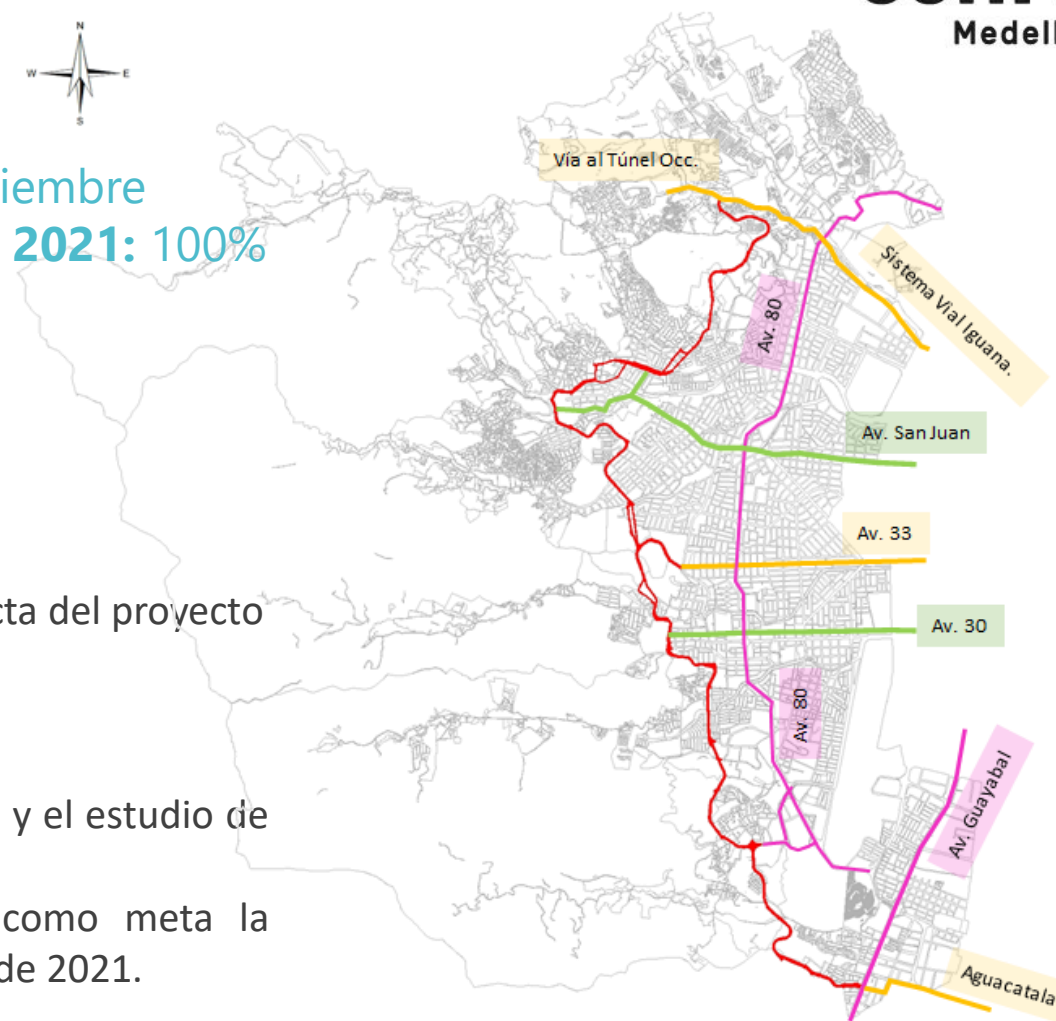 Medell
N
W E
S
iembre
2021: 100%
cta del proyecto
y el estudio de
como meta la
de 2021.
Vía al Túnel Occ.
Sistema Vial Iguana.
Av. 80
Av. San Juan
Av. 33
Av. 30
Av. 80
Av. Guayabal
Aguacatala